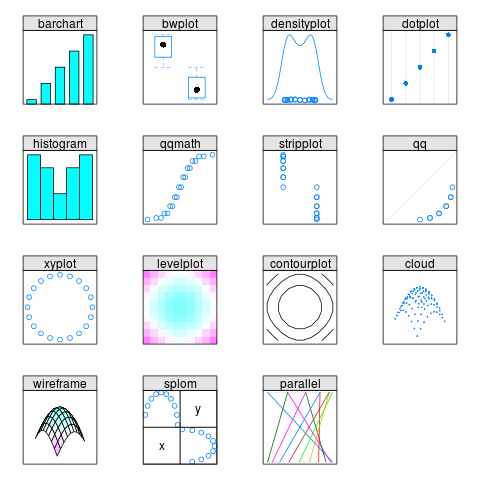 barchart
bwplot
densityplot
dotplot
histogram
qqmath
stripplot
qq
xyplot
levelplot
contourplot
cloud
wireframe
splom
parallel
y
x